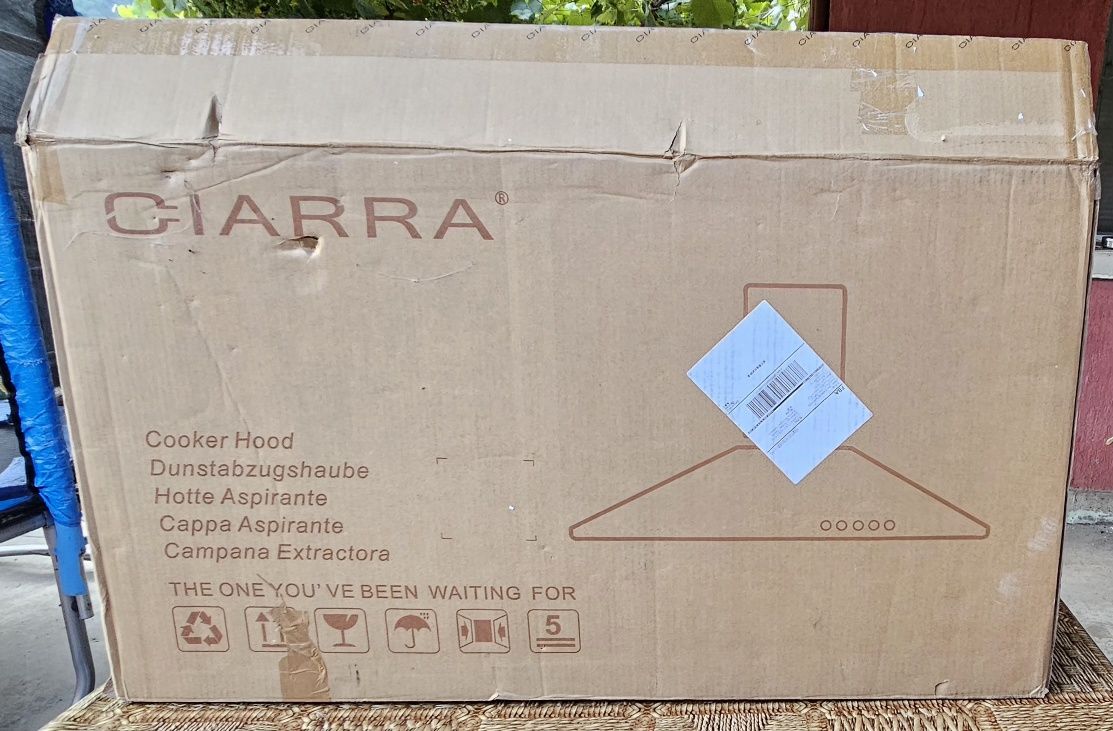 CIARRA®
Cooker Hood
Dunstabzugshaube
Hotte Aspirante
Cappa Aspirante
Campana Extractora
THE ONE YOU'VE BEEN WAITING FOR
5